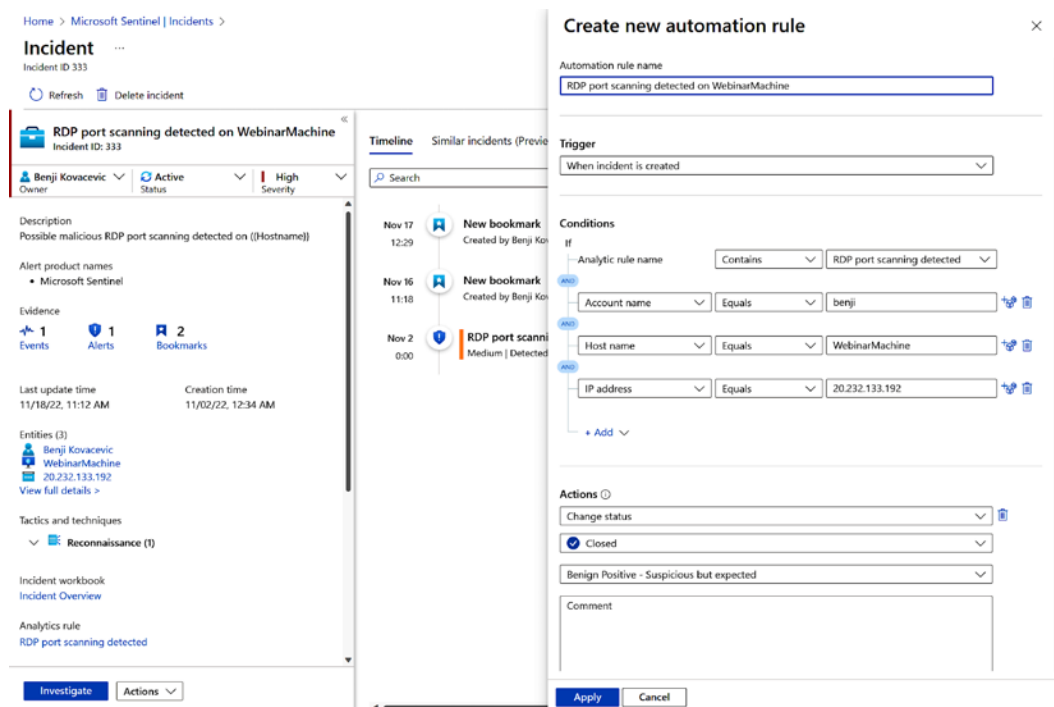 Home > Microsoft Sentinel | Incidents >
Incident ...
Incident ID 333
Refresh Delete incident
RDP port scanning detected on WebinarMachine
Incident ID: 333
Benji Kovacevic Active High
Owner Status Severity
Description
Possible malicious RDP port scanning detected on {{Hostname}}
Alert product names
• Microsoft Sentinel
Evidence
1 1 2
Events Alerts Bookmarks
Last update time Creation time
11/18/22, 11:12 AM 11/02/22, 12:34 AM
Entities (3)
Benji Kovacevic
WebinarMachine
20.232.133.192
View full details >
Tactics and techniques
Reconnaissance (1)
Incident workbook
Incident Overview
Analytics rule
RDP port scanning detected
Investigate Actions
Timeline Similar incidents (Previe
Search
Nov 17 New bookmark
12:29 Created by Benji Kov
Nov 16 New bookmark
11:18 Created by Benji Kov
Nov 2 RDP port scanni
0:00 Medium | Detected
Create new automation rule
Automation rule name
RDP port scanning detected on WebinarMachine
Trigger
When incident is created
Conditions
If
Analytic rule name Contains RDP port scanning detected
AND
Account name Equals benji
AND
Host name Equals WebinarMachine
AND
IP address Equals 20.232.133.192
+ Add
Actions
Change status
Closed
Benign Positive - Suspicious but expected
Comment
Apply Cancel